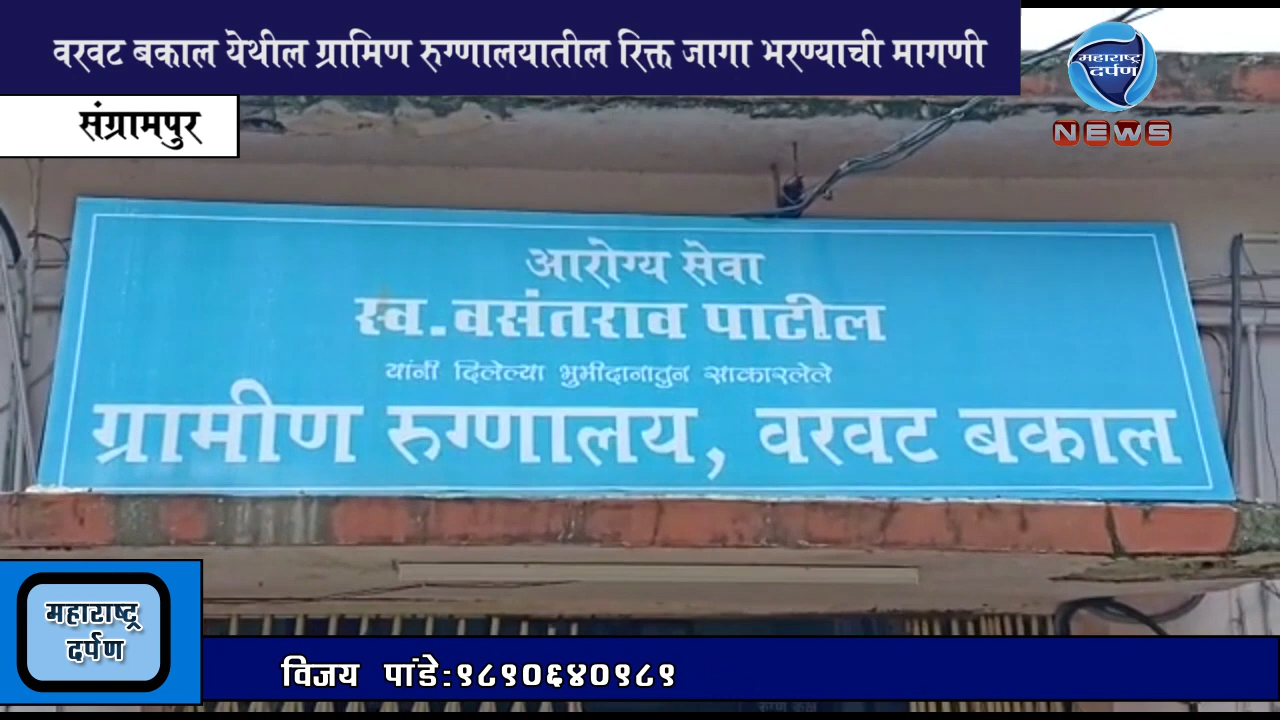 वरवट बकाल येथील ग्रामिण रुग्णालयातील रिक्त जागा भरण्याची मागणी
महाराष्ट्र
दर्पण
NEWS
संग्रामपुर
आरोग्य सेवा
स्व.वसंतराव पाटील
यांनी दिलेल्या भुमीदानातुन साकारलेले
ग्रामीण रुग्णालय, वरवट बकाल
महाराष्ट्र
दर्पण
विजय पांडे:९८९०६४०९८९